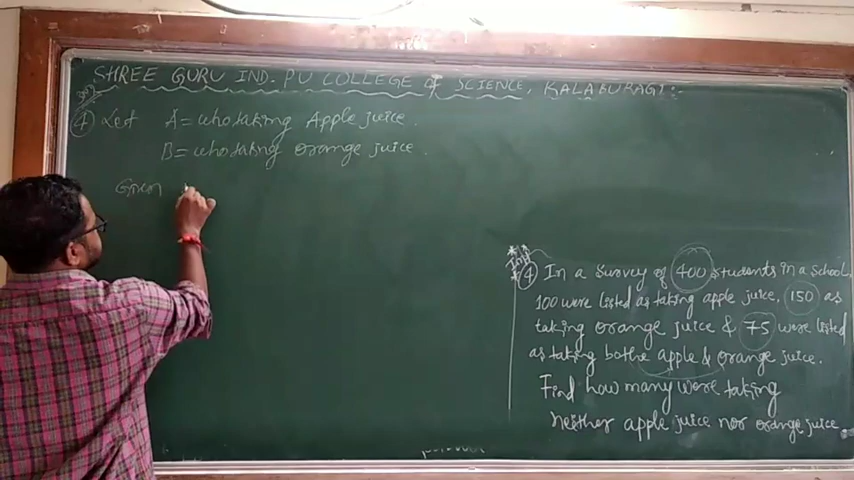 SHREE GURU IND. PU COLLEGE of SCIENCE, KALABURAGI:-
④ Let A = who taking Apple juice.
B = who taking orange juice.
Given
④ In a survey of 400 students in a school,
100 were listed as taking apple juice, 150 as
taking orange juice & 75 were listed
as taking bothe apple & orange juice.
Find how many were taking
neither apple juice nor orange juice.